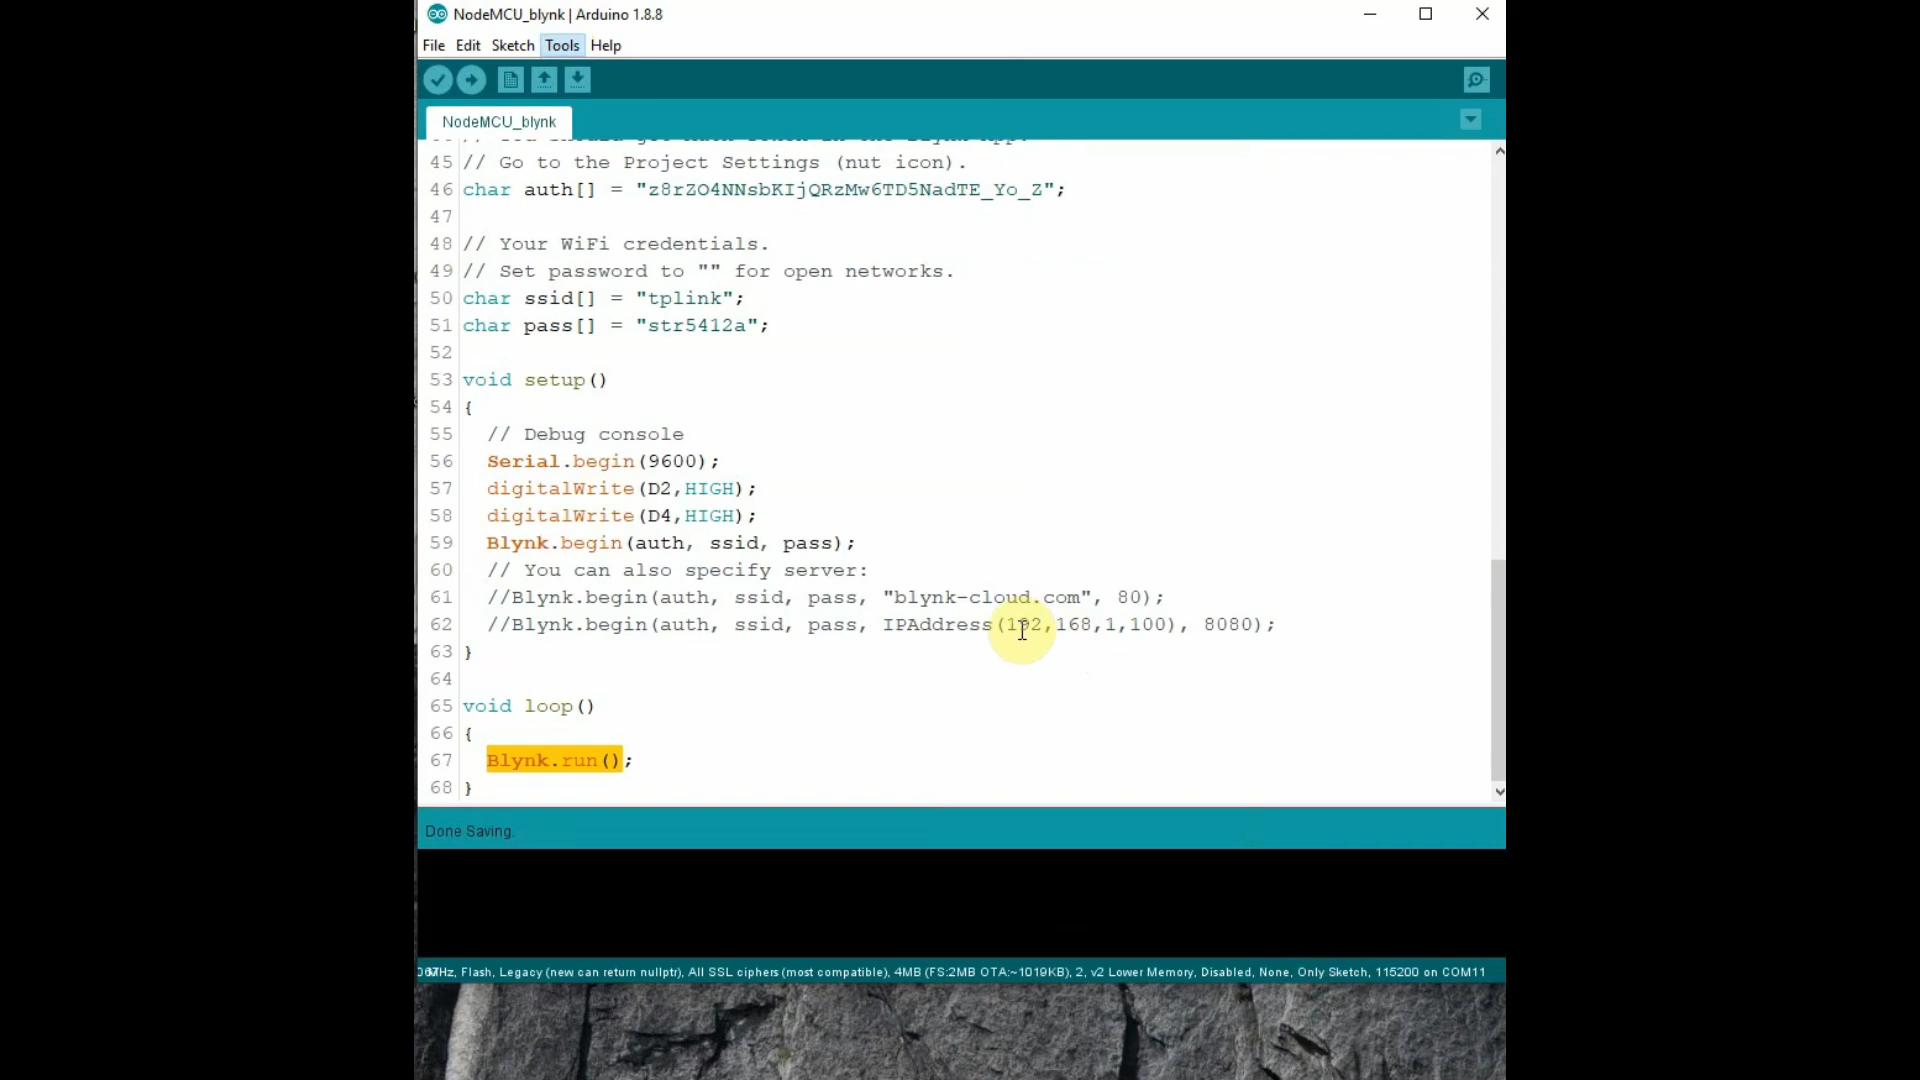 NodeMCU_blynk | Arduino 1.8.8
File Edit Sketch Tools Help
NodeMCU_blynk
45 // Go to the Project Settings (nut icon).
46 char auth[] = "z8rZO4NNsbKIjQRzMw6TD5NadTE_Yo_Z";
47
48 // Your WiFi credentials.
49 // Set password to "" for open networks.
50 char ssid[] = "tplink";
51 char pass[] = "str5412a";
52
53 void setup()
54 {
55 // Debug console
56 Serial.begin(9600);
57 digitalWrite(D2,HIGH);
58 digitalWrite(D4,HIGH);
59 Blynk.begin(auth, ssid, pass);
60 // You can also specify server:
61 //Blynk.begin(auth, ssid, pass, "blynk-cloud.com", 80);
62 //Blynk.begin(auth, ssid, pass, IPAddress(192,168,1,100), 8080);
63 }
64
65 void loop()
66 {
67 Blynk.run();
68 }
Done Saving.
MHz, Flash, Legacy (new can return nullptr), All SSL ciphers (most compatible), 4MB (FS:2MB OTA:~1019KB), 2, v2 Lower Memory, Disabled, None, Only Sketch, 115200 on COM11